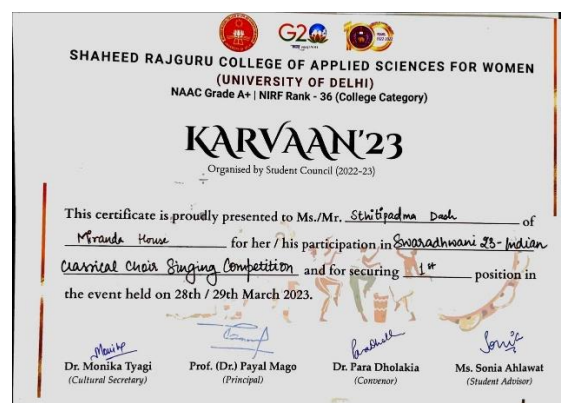 G20
100
SHAHEED RAJGURU COLLEGE OF APPLIED SCIENCES FOR WOMEN
(UNIVERSITY OF DELHI)
NAAC Grade A+ | NIRF Rank - 36 (College Category)
KARVAAN'23
Organised by Student Council (2022-23)
This certificate is proudly presented to Ms./Mr. Sthitipadma Dash of
Miranda House for her / his participation in Swaradhwani 23-Indian
Classical Choir Singing Competition and for securing 1st position in
the event held on 28th / 29th March 2023.
Dr. Monika Tyagi Prof. (Dr.) Payal Mago Dr. Para Dholakia Ms. Sonia Ahlawat
(Cultural Secretary) (Principal) (Convenor) (Student Advisor)